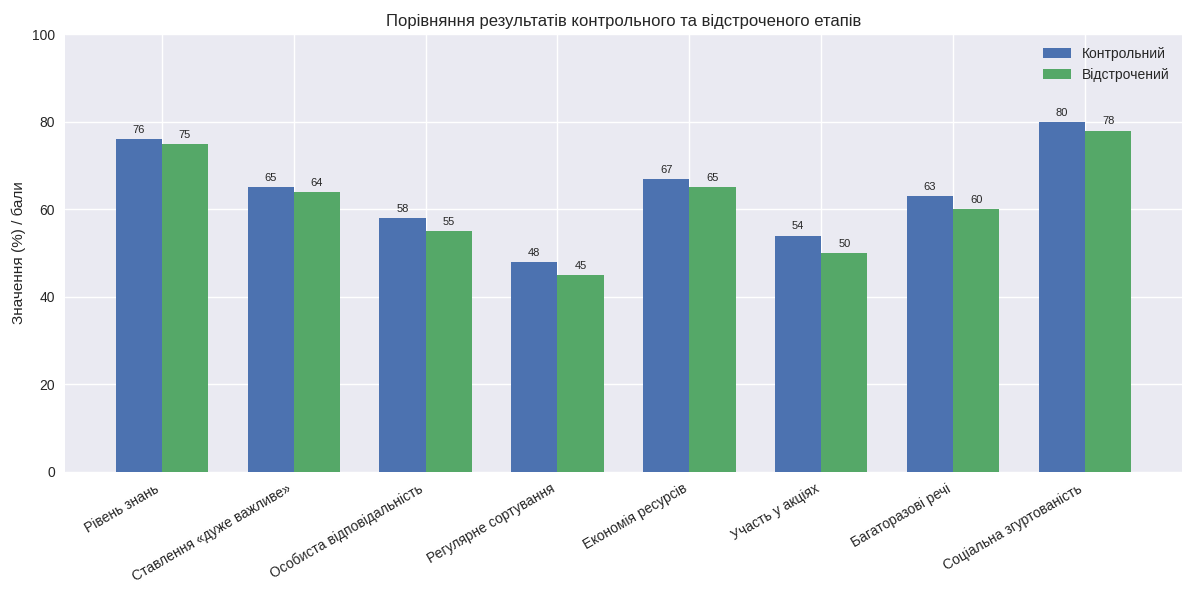 Порівняння результатів контрольного та відстроченого етапів
Значення (%) / бали
100
80
60
40
20
0
Контрольний
Відстрочений
76
75
65
64
58
55
48
45
67
65
54
50
63
60
80
78
Рівень знань
Ставлення «дуже важливе»
Особиста відповідальність
Регулярне сортування
Економія ресурсів
Участь у акціях
Багаторазові речі
Соціальна згуртованість